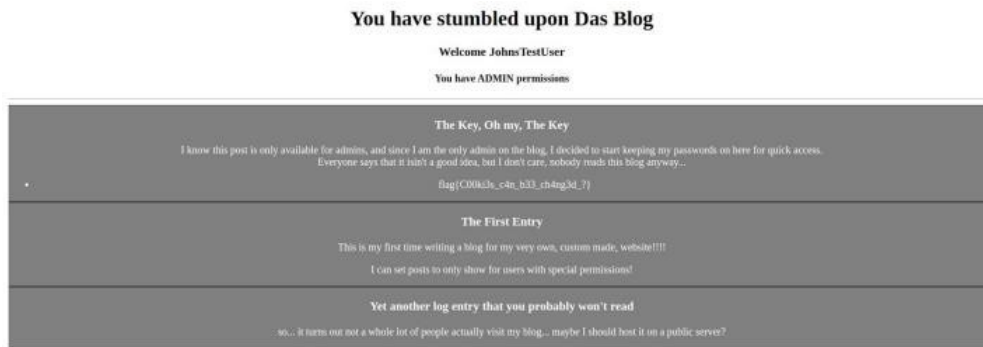 You have stumbled upon Das Blog
Welcome JohnsTestUser
You have ADMIN permissions
The Key, Oh my, The Key
I know this post is only available for admins, and since I am the only admin on the blog, I decided to start keeping my passwords on here for quick access.
Everyone says that it isin't a good idea, but I don't care, nobody reads this blog anyway...
flag{C00ki3s_c4n_b33_ch4ng3d_?}
The First Entry
This is my first time writing a blog for my very own, custom made, website!!!!
I can set posts to only show for users with special permissions!
Yet another log entry that you probably won't read
so... it turns out not a whole lot of people actually visit my blog... maybe I should host it on a public server?